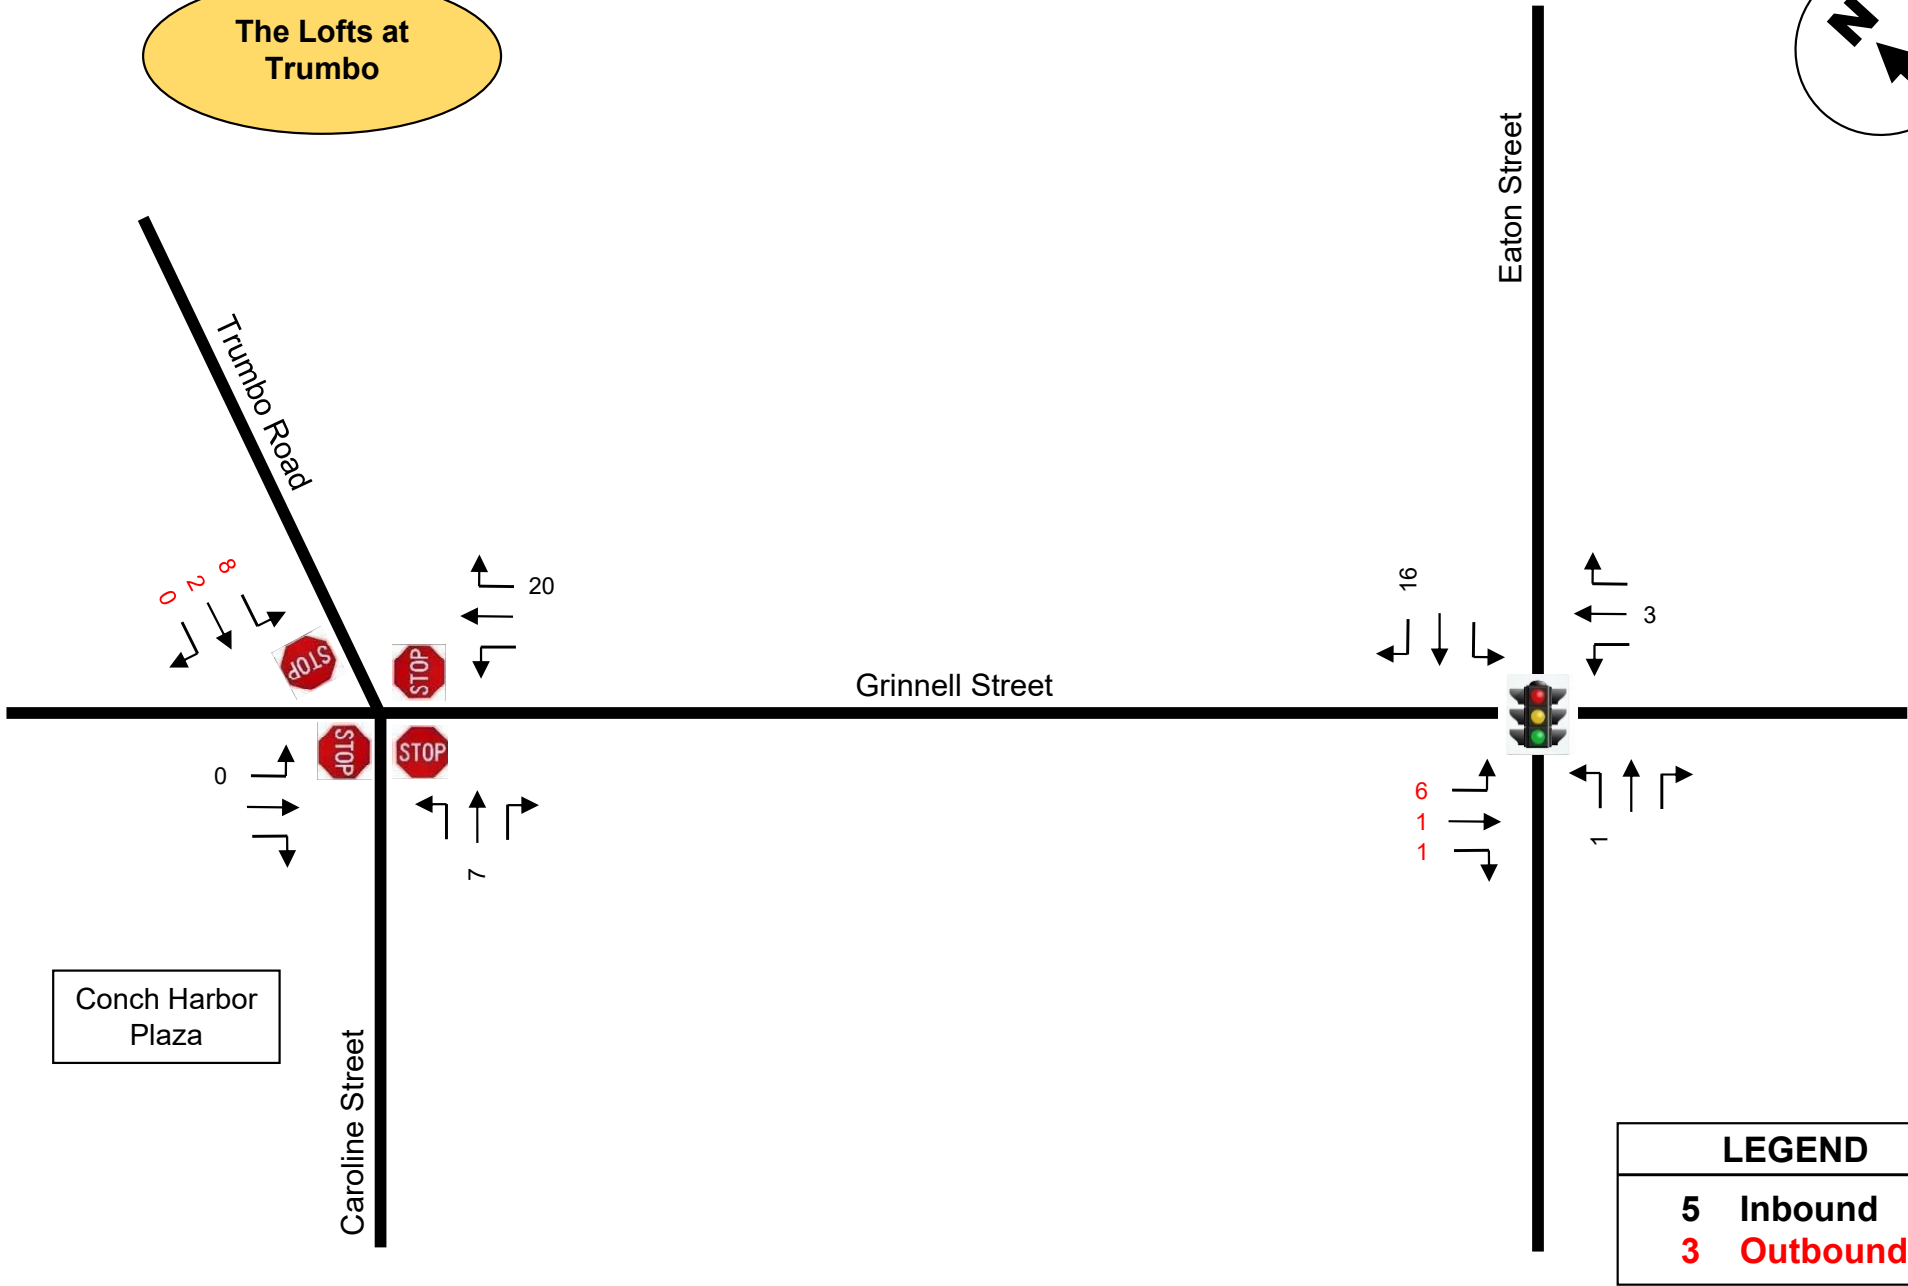 The Lofts at
Trumbo
N
Eaton Street
Trumbo Road
0
2
8
20
16
3
STOP
STOP
Grinnell Street
STOP
STOP
0
7
6
1
1
1
Conch Harbor
Plaza
Caroline Street
LEGEND
5 Inbound
3 Outbound